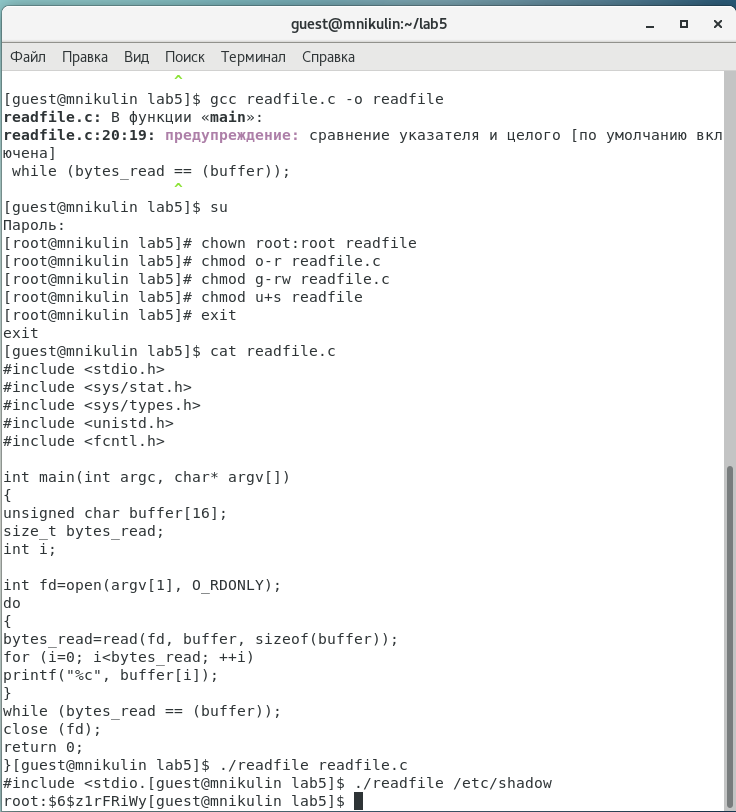 guest@mnikulin:~/lab5
Файл Правка Вид Поиск Терминал Справка
^
[guest@mnikulin lab5]$ gcc readfile.c -o readfile
readfile.c: В функции «main»:
readfile.c:20:19: предупреждение: сравнение указателя и целого [по умолчанию вкл
ючена]
 while (bytes_read == (buffer));
^
[guest@mnikulin lab5]$ su
Пароль:
[root@mnikulin lab5]# chown root:root readfile
[root@mnikulin lab5]# chmod o-r readfile.c
[root@mnikulin lab5]# chmod g-rw readfile.c
[root@mnikulin lab5]# chmod u+s readfile
[root@mnikulin lab5]# exit
exit
[guest@mnikulin lab5]$ cat readfile.c
#include <stdio.h>
#include <sys/stat.h>
#include <sys/types.h>
#include <unistd.h>
#include <fcntl.h>

int main(int argc, char* argv[])
{
unsigned char buffer[16];
size_t bytes_read;
int i;

int fd=open(argv[1], O_RDONLY);
do
{
bytes_read=read(fd, buffer, sizeof(buffer));
for (i=0; i<bytes_read; ++i)
printf("%c", buffer[i]);
}
while (bytes_read == (buffer));
close (fd);
return 0;
}[guest@mnikulin lab5]$ ./readfile readfile.c
#include <stdio.[guest@mnikulin lab5]$ ./readfile /etc/shadow
root:$6$z1rFRiWy[guest@mnikulin lab5]$